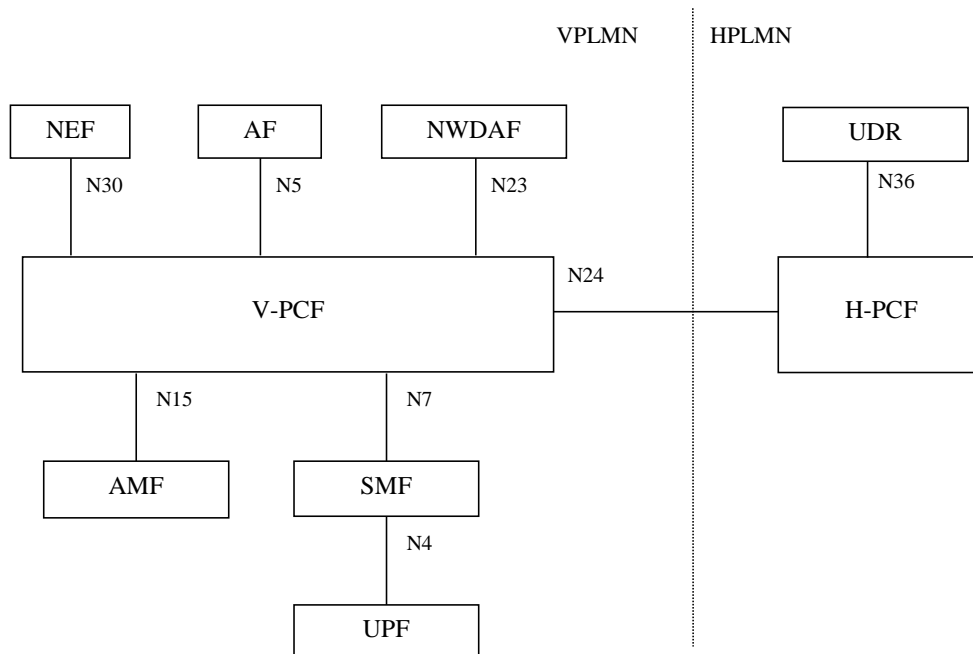 VPLMN HPLMN
NEF AF NWDAF UDR
N30 N5 N23 N36
N24
V-PCF H-PCF
N15 N7
AMF SMF
N4
UPF